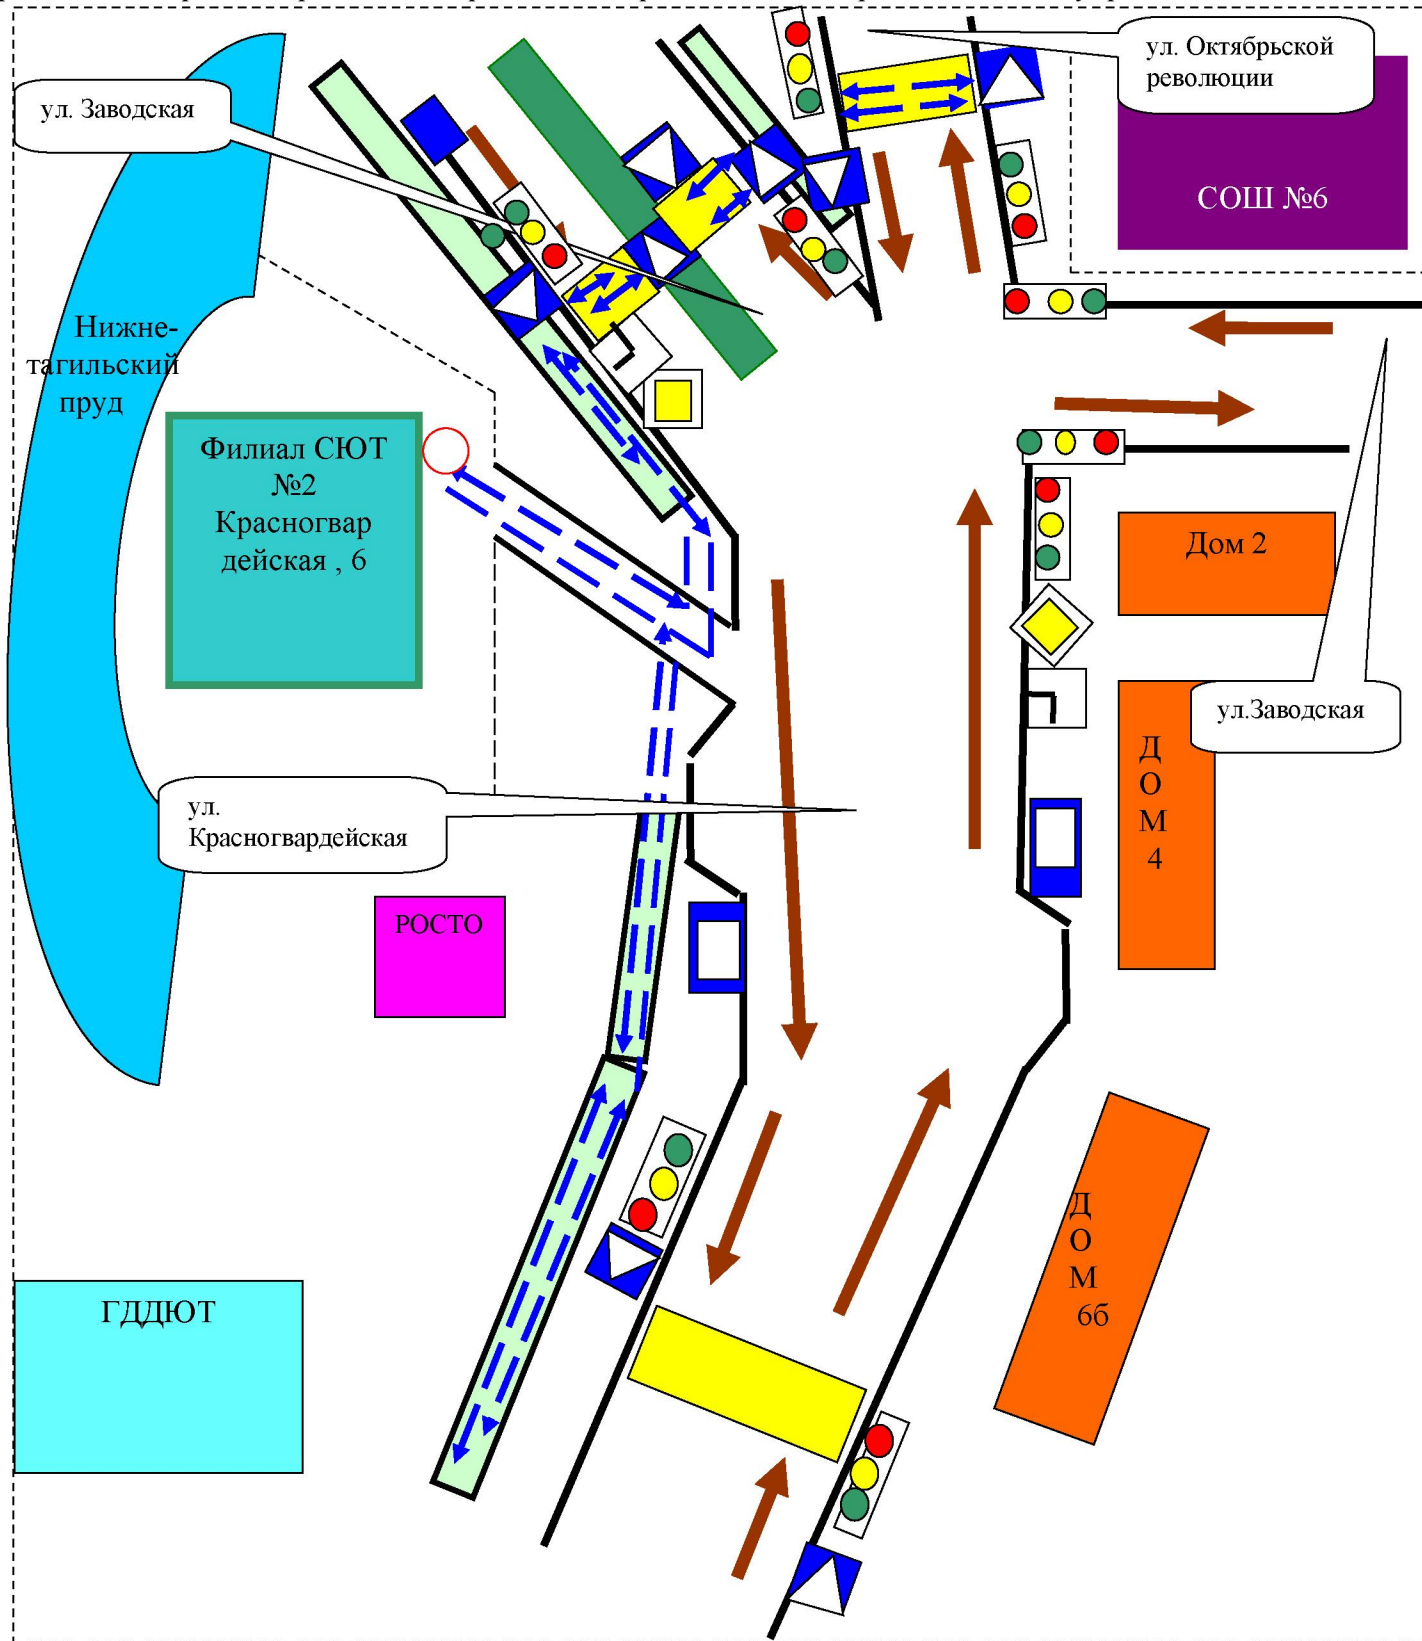 ул. Октябрьской
революции
ул. Заводская
СОШ №6
Нижне-
тагильский
пруд
Филиал СЮТ
№2
Красногвар
дейская , 6
Дом 2
ул.Заводская
Д
О
М
4
ул.
Красногвардейская
РОСТО
Д
О
М
6б
ГДДЮТ